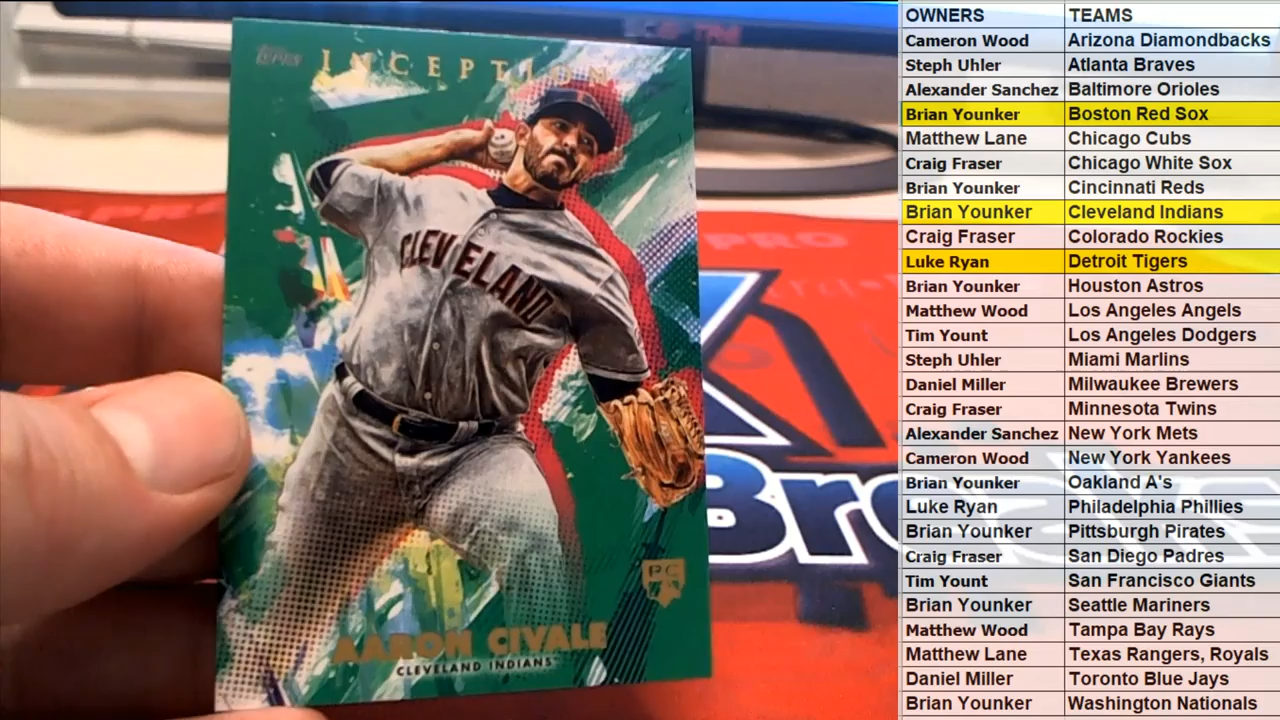 TOPPS
INCEPTION
CLEVELAND
RC
AARON CIVALE
CLEVELAND INDIANS
PRO
Bre
OWNERS TEAMS
Cameron Wood Arizona Diamondbacks
Steph Uhler Atlanta Braves
Alexander Sanchez Baltimore Orioles
Brian Younker Boston Red Sox
Matthew Lane Chicago Cubs
Craig Fraser Chicago White Sox
Brian Younker Cincinnati Reds
Brian Younker Cleveland Indians
Craig Fraser Colorado Rockies
Luke Ryan Detroit Tigers
Brian Younker Houston Astros
Matthew Wood Los Angeles Angels
Tim Yount Los Angeles Dodgers
Steph Uhler Miami Marlins
Daniel Miller Milwaukee Brewers
Craig Fraser Minnesota Twins
Alexander Sanchez New York Mets
Cameron Wood New York Yankees
Brian Younker Oakland A's
Luke Ryan Philadelphia Phillies
Brian Younker Pittsburgh Pirates
Craig Fraser San Diego Padres
Tim Yount San Francisco Giants
Brian Younker Seattle Mariners
Matthew Wood Tampa Bay Rays
Matthew Lane Texas Rangers, Royals
Daniel Miller Toronto Blue Jays
Brian Younker Washington Nationals